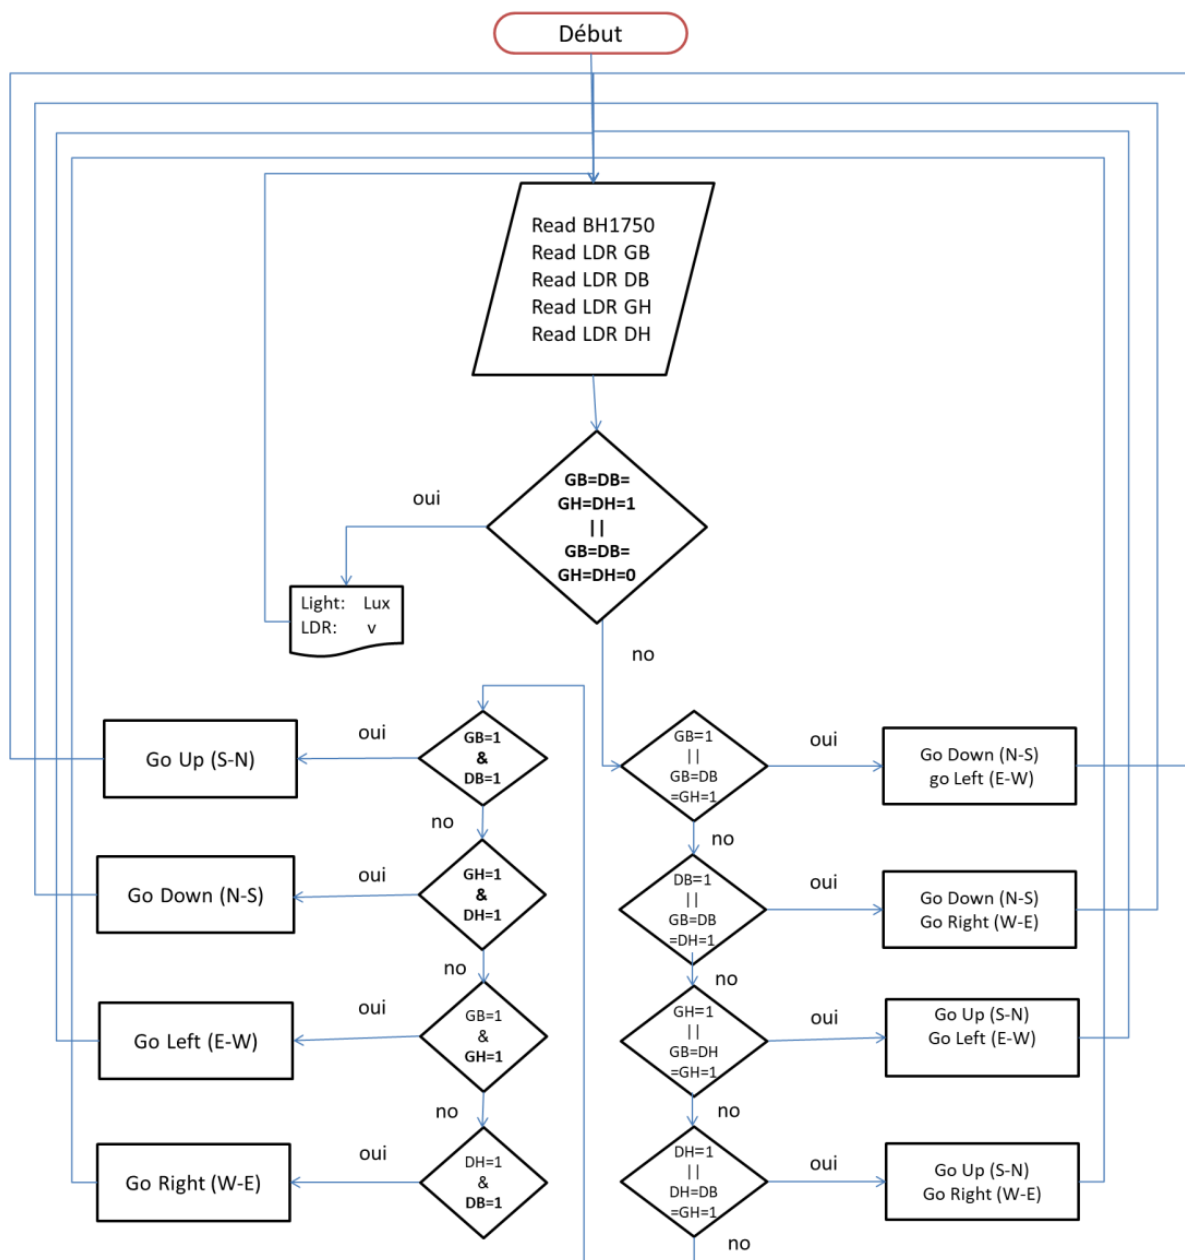 Début
Read BH1750
Read LDR GB
Read LDR DB
Read LDR GH
Read LDR DH
GB=DB=
GH=DH=1
||
GB=DB=
GH=DH=0
oui
Light: Lux
LDR: v
no
GB=1
&
DB=1
oui
Go Up (S-N)
no
GH=1
&
DH=1
oui
Go Down (N-S)
no
GB=1
&
GH=1
oui
Go Left (E-W)
no
DH=1
&
DB=1
oui
Go Right (W-E)
GB=1
||
GB=DB
=GH=1
oui
Go Down (N-S)
go Left (E-W)
no
DB=1
||
GB=DB
=DH=1
oui
Go Down (N-S)
Go Right (W-E)
no
GH=1
||
GB=DH
=GH=1
oui
Go Up (S-N)
Go Left (E-W)
no
DH=1
||
DH=DB
=GH=1
oui
Go Up (S-N)
Go Right (W-E)
no